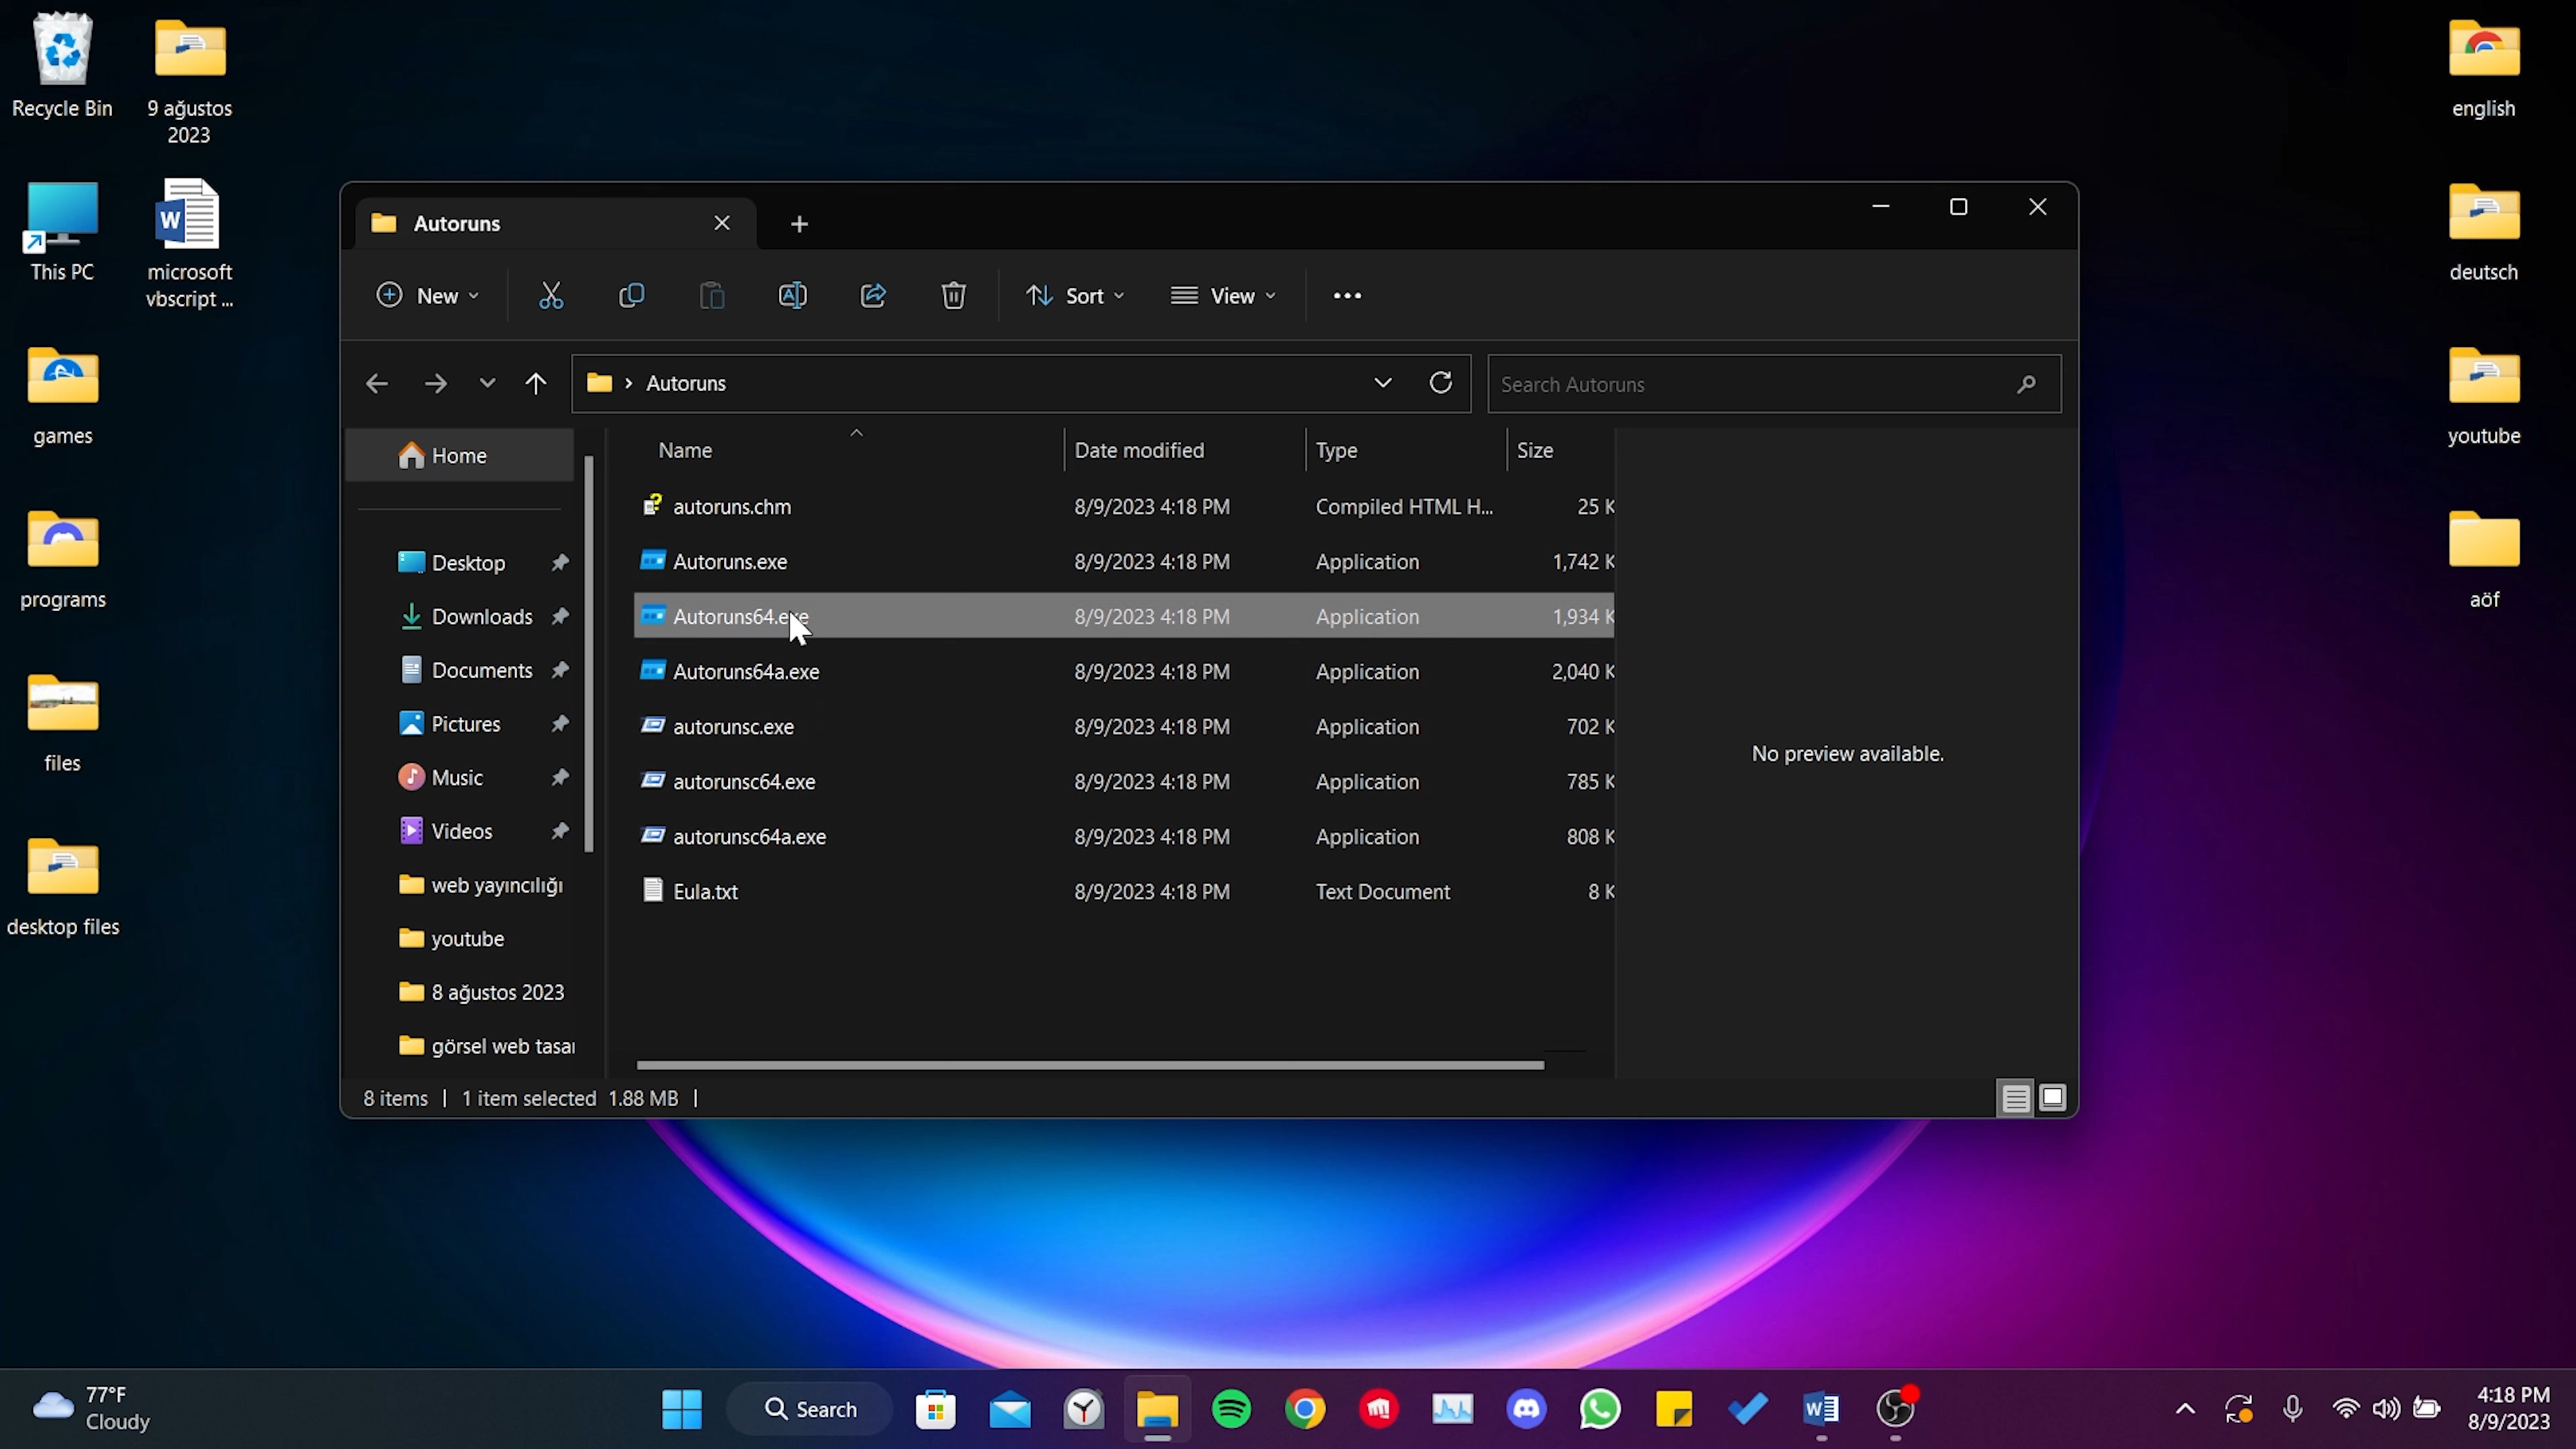 Recycle Bin
9 ağustos
2023
This PC
microsoft
vbscript ...
games
programs
files
desktop files
english
deutsch
youtube
aöf
Autoruns
New
Sort
View
Autoruns
Search Autoruns
Home
Desktop
Downloads
Documents
Pictures
Music
Videos
web yayıncılığı
youtube
8 ağustos 2023
görsel web tasar
Name Date modified Type Size
autoruns.chm 8/9/2023 4:18 PM Compiled HTML H... 25 K
Autoruns.exe 8/9/2023 4:18 PM Application 1,742 K
Autoruns64.exe 8/9/2023 4:18 PM Application 1,934 K
Autoruns64a.exe 8/9/2023 4:18 PM Application 2,040 K
autorunsc.exe 8/9/2023 4:18 PM Application 702 K
autorunsc64.exe 8/9/2023 4:18 PM Application 785 K
autorunsc64a.exe 8/9/2023 4:18 PM Application 808 K
Eula.txt 8/9/2023 4:18 PM Text Document 8 K
No preview available.
8 items 1 item selected 1.88 MB
77°F
Cloudy
Search
4:18 PM
8/9/2023